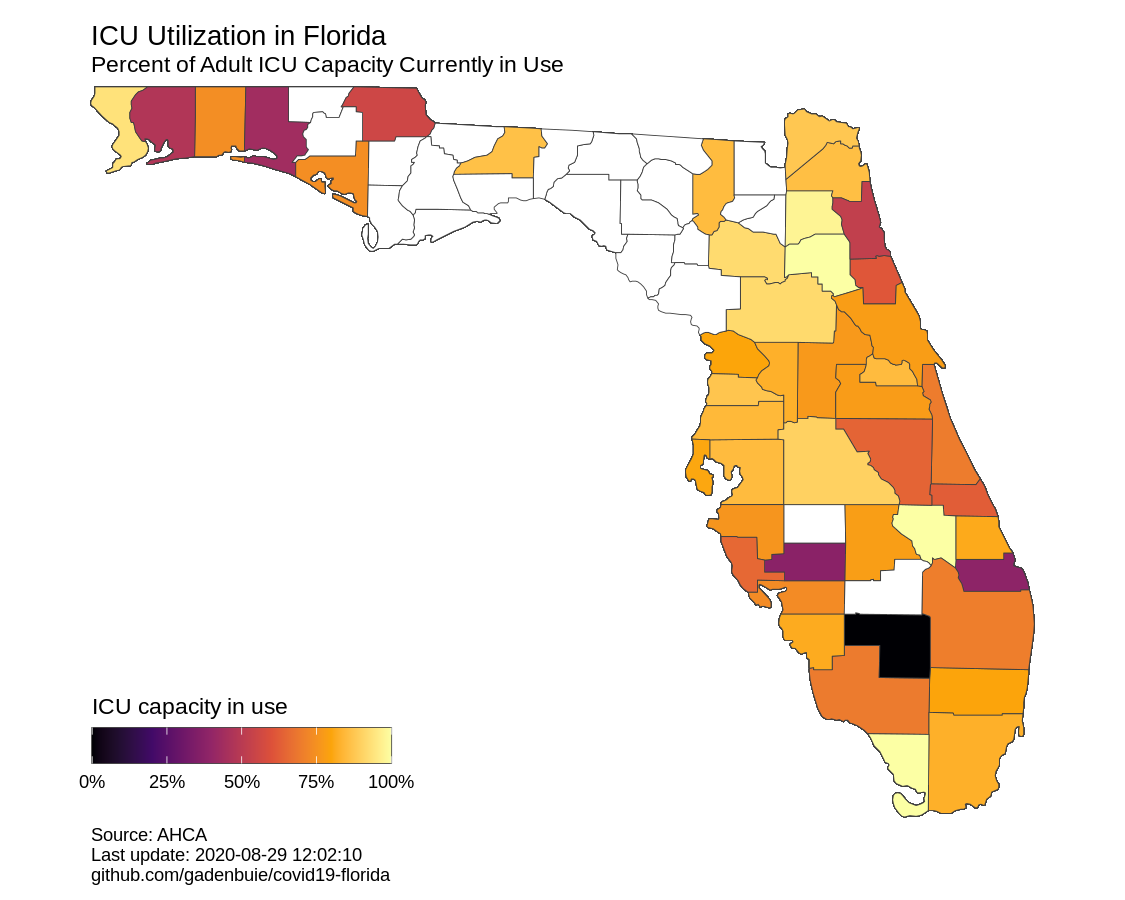 ICU Utilization in Florida
Percent of Adult ICU Capacity Currently in Use
ICU capacity in use
0% 25% 50% 75% 100%
Source: AHCA
Last update: 2020-08-29 12:02:10
github.com/gadenbuie/covid19-florida